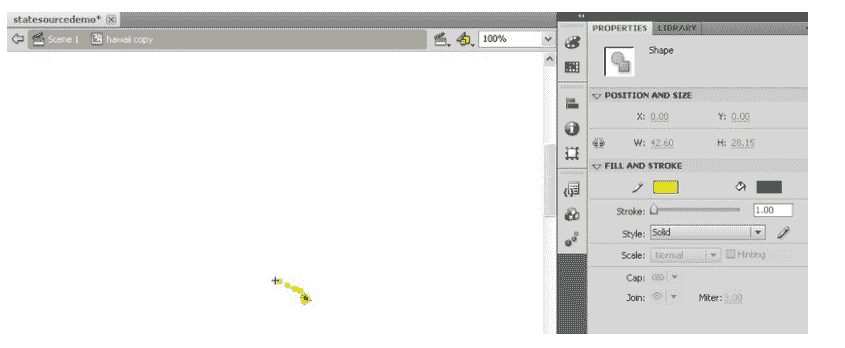 statesourcedemo*
Scene 1 hawaii copy 100%
PROPERTIES LIBRARY
Shape
POSITION AND SIZE
X: 0.00 Y: 0.00
W: 42.60 H: 28.15
FILL AND STROKE
Stroke: 1.00
Style: Solid
Scale: Normal Hinting
Cap:
Join: Miter: 3.00